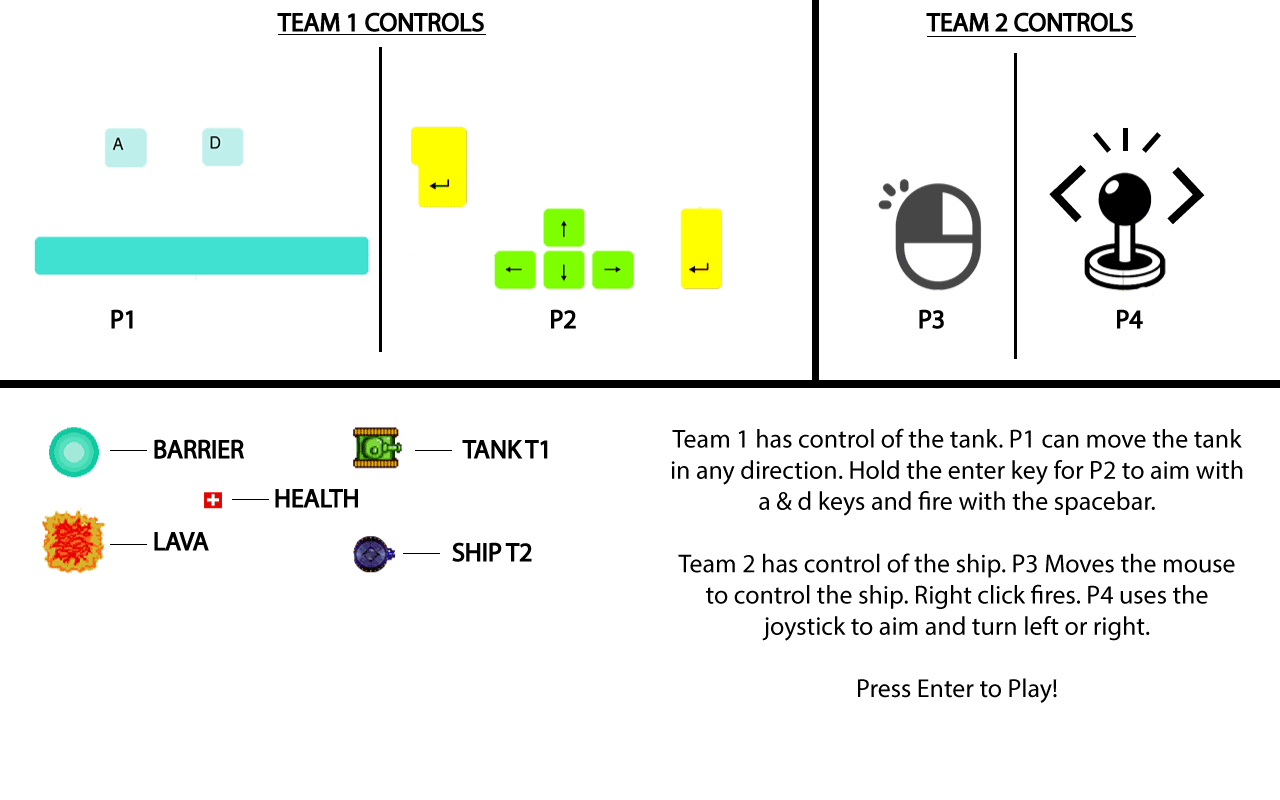 TEAM 1 CONTROLS
TEAM 2 CONTROLS
A
D
P1
P2
P3
P4
BARRIER
TANK T1
HEALTH
LAVA
SHIP T2
Team 1 has control of the tank. P1 can move the tank
in any direction. Hold the enter key for P2 to aim with
a & d keys and fire with the spacebar.
Team 2 has control of the ship. P3 Moves the mouse
to control the ship. Right click fires. P4 uses the
joystick to aim and turn left or right.
Press Enter to Play!